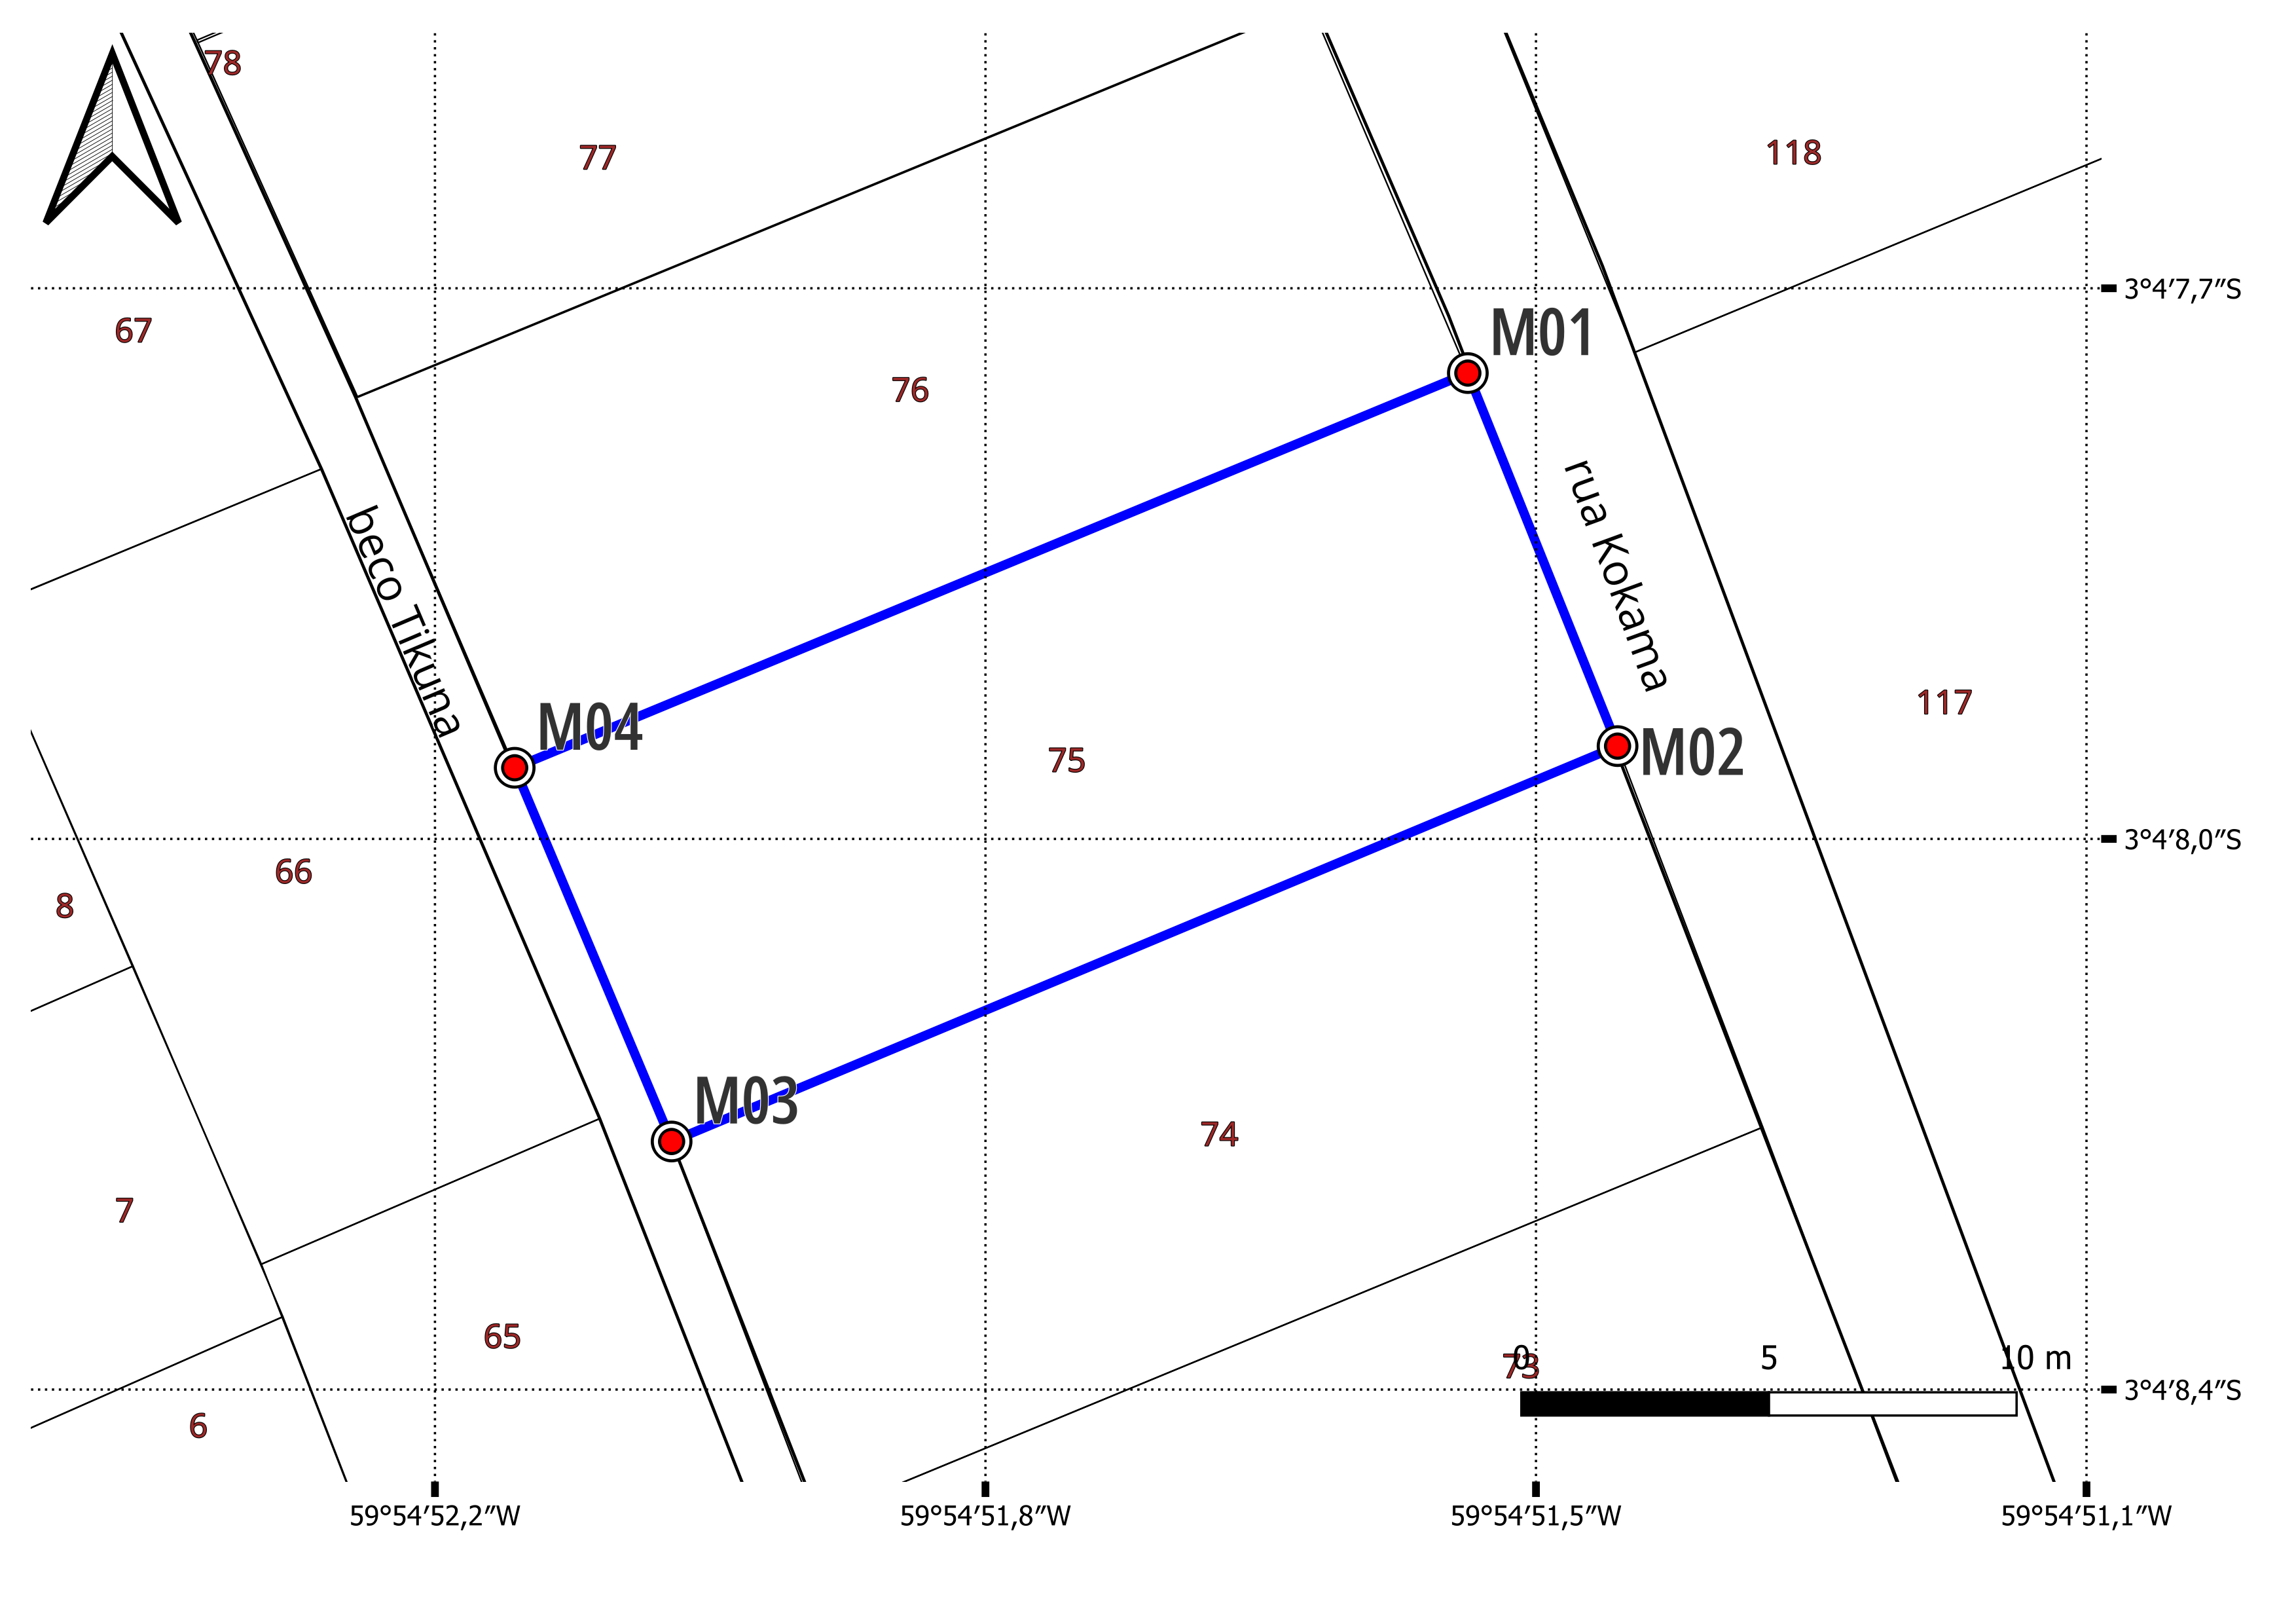 78
77
118
3°4′7,7″S
M01
67
76
rua Kokama
beco Tikuna
M04
M02
117
75
3°4′8,0″S
66
8
M03
74
7
65
73
0 5 10 m
3°4′8,4″S
6
59°54′52,2″W 59°54′51,8″W 59°54′51,5″W 59°54′51,1″W